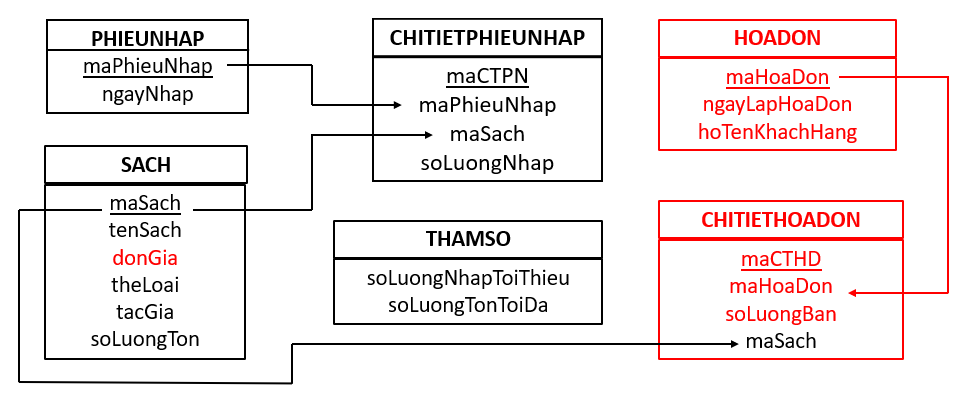 PHIEUNHAP
maPhieuNhap
ngayNhap
SACH
maSach
tenSach
donGia
theLoai
tacGia
soLuongTon
CHITIETPHIEUNHAP
maCTPN
maPhieuNhap
maSach
soLuongNhap
THAMSO
soLuongNhapToiThieu
soLuongTonToiDa
HOADON
maHoaDon
ngayLapHoaDon
hoTenKhachHang
CHITIETHOADON
maCTHD
maHoaDon
soLuongBan
maSach